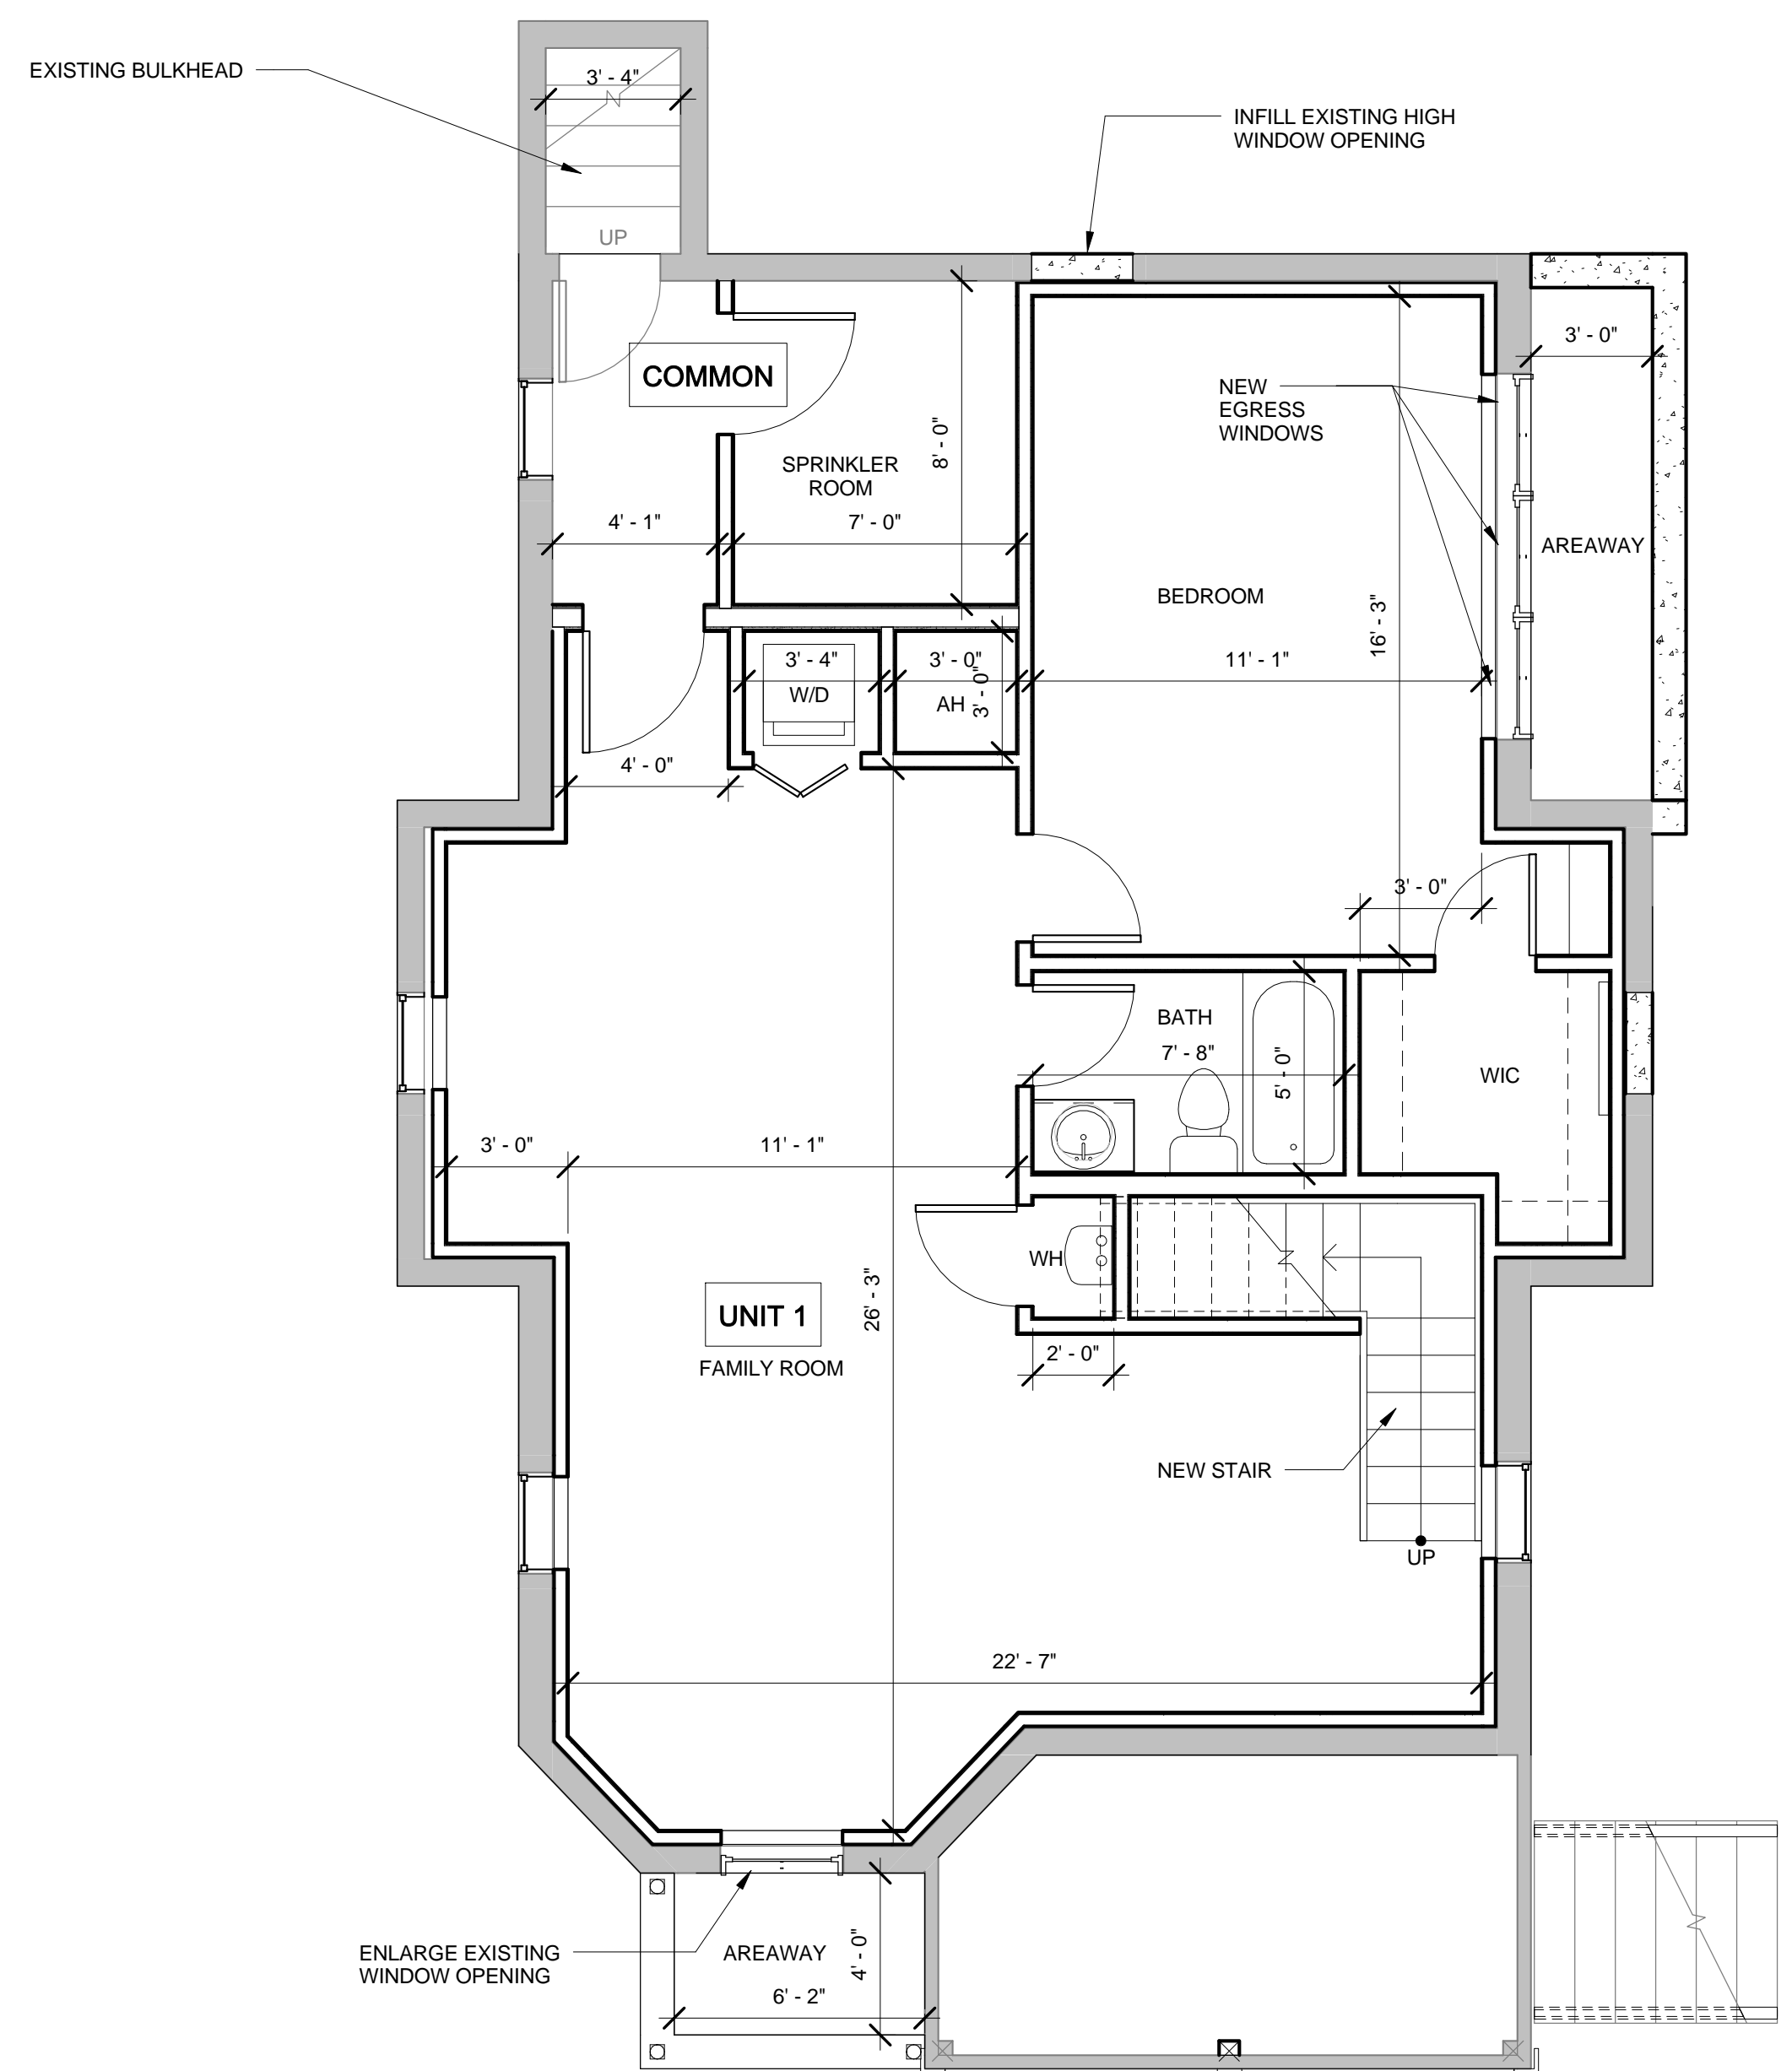 EXISTING BULKHEAD
3' - 4"
INFILL EXISTING HIGH
WINDOW OPENING
UP
3' - 0"
COMMON
NEW
EGRESS
WINDOWS
8' - 0"
SPRINKLER
ROOM
4' - 1"
7' - 0"
AREAWAY
BEDROOM
16' - 3"
3' - 4"
W/D
3' - 0"
AH
3' - 0"
11' - 1"
4' - 0"
3' - 0"
BATH
7' - 8"
5' - 0"
WIC
3' - 0"
11' - 1"
WH
26' - 3"
UNIT 1
FAMILY ROOM
2' - 0"
NEW STAIR
UP
22' - 7"
ENLARGE EXISTING
WINDOW OPENING
AREAWAY
4' - 0"
6' - 2"